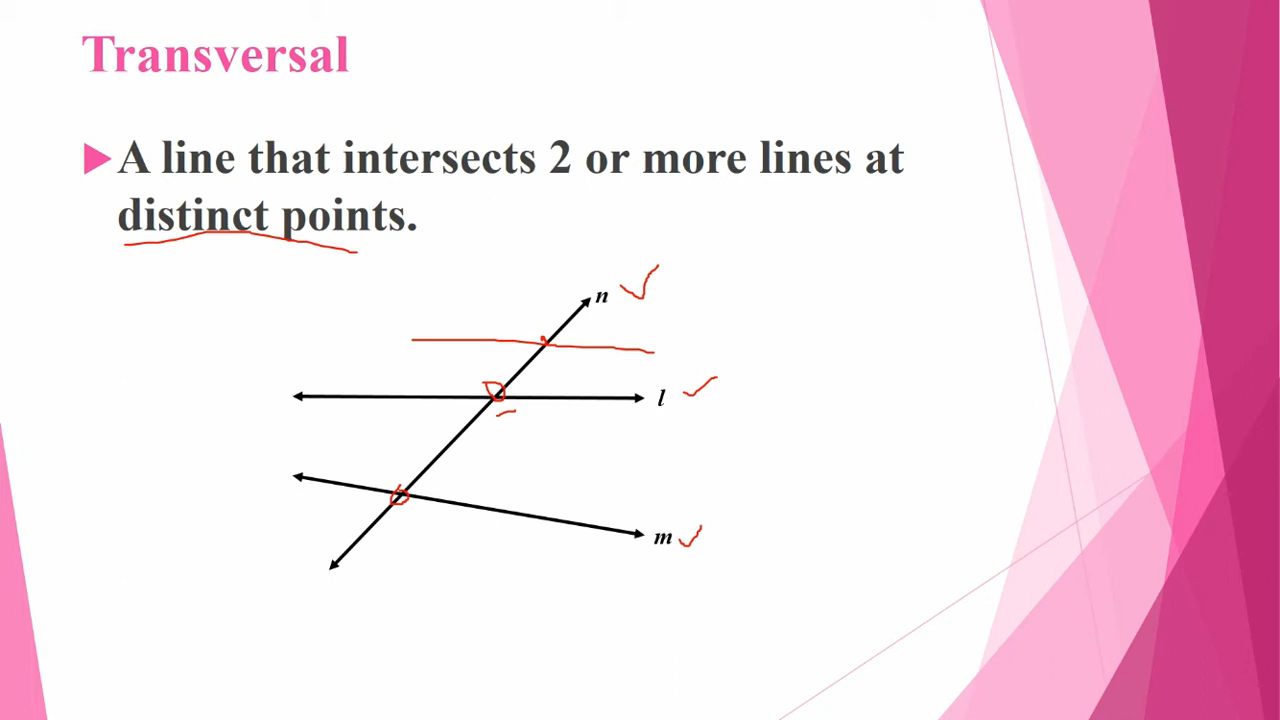 Transversal
A line that intersects 2 or more lines at
distinct points.
n
l
m